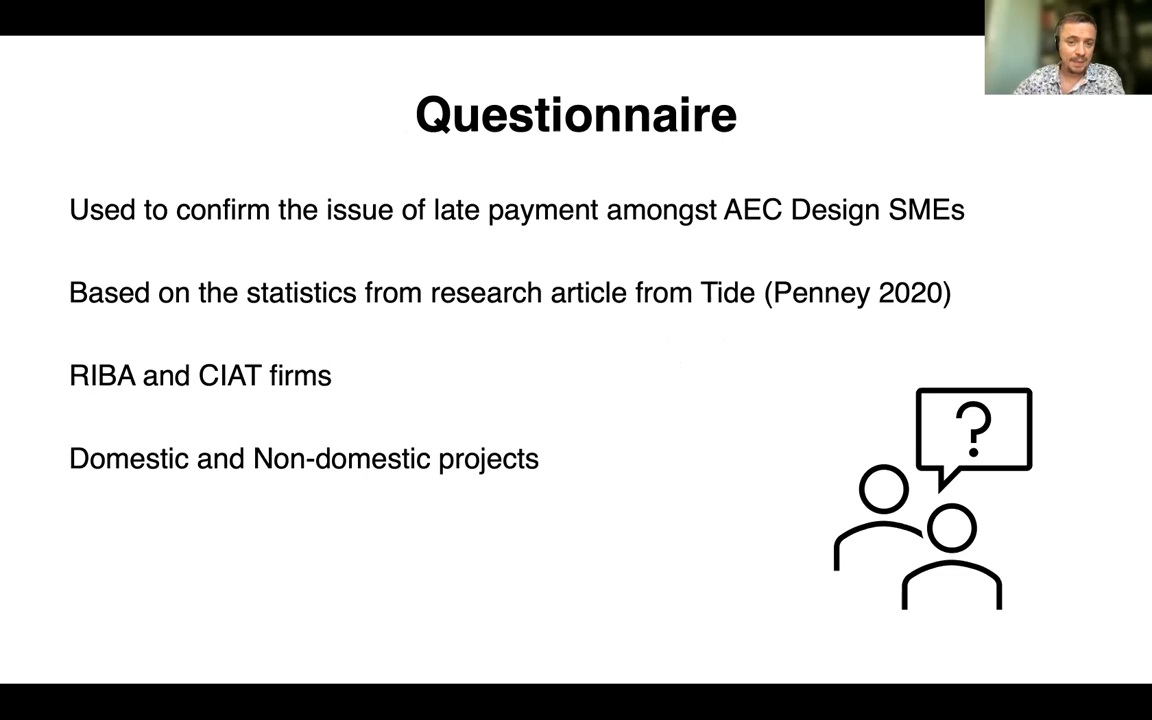 Questionnaire
Used to confirm the issue of late payment amongst AEC Design SMEs
Based on the statistics from research article from Tide (Penney 2020)
RIBA and CIAT firms
Domestic and Non-domestic projects
?